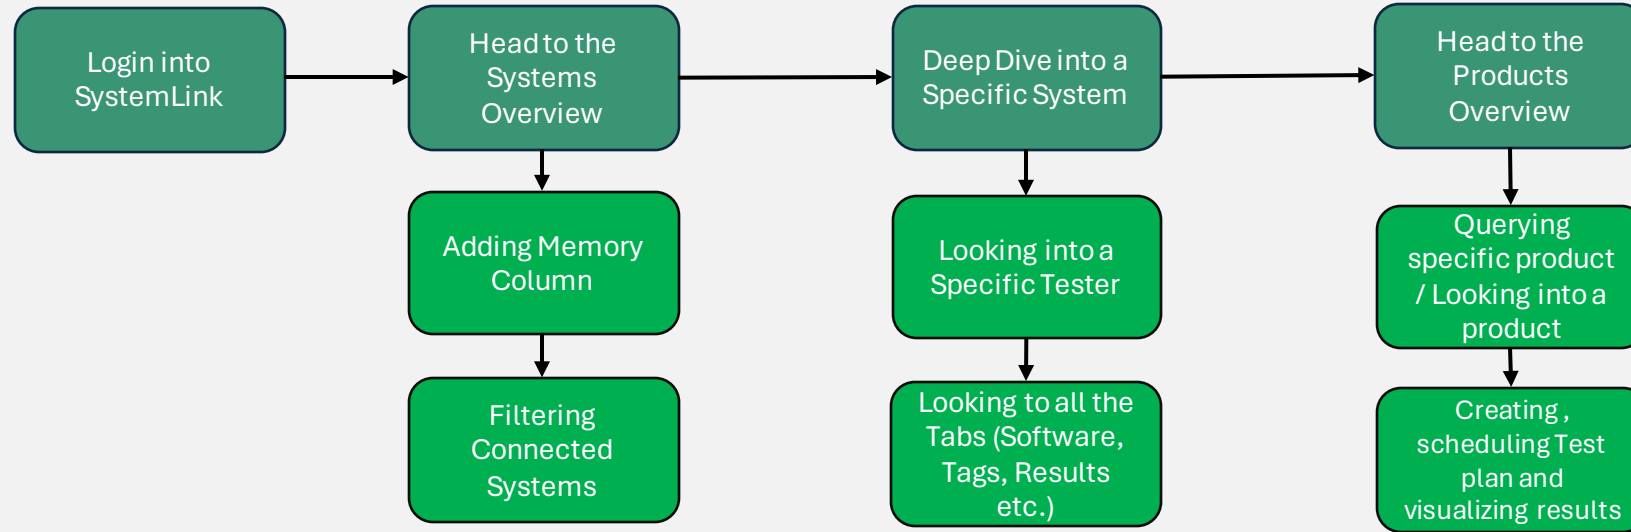 Login into
SystemLink
Head to the
Systems
Overview
Deep Dive into a
Specific System
Head to the
Products
Overview
Adding Memory
Column
Looking into a
Specific Tester
Querying
specific product
/ Looking into a
product
Filtering
Connected
Systems
Looking to all the
Tabs (Software,
Tags, Results
etc.)
Creating ,
scheduling Test
plan and
visualizing results